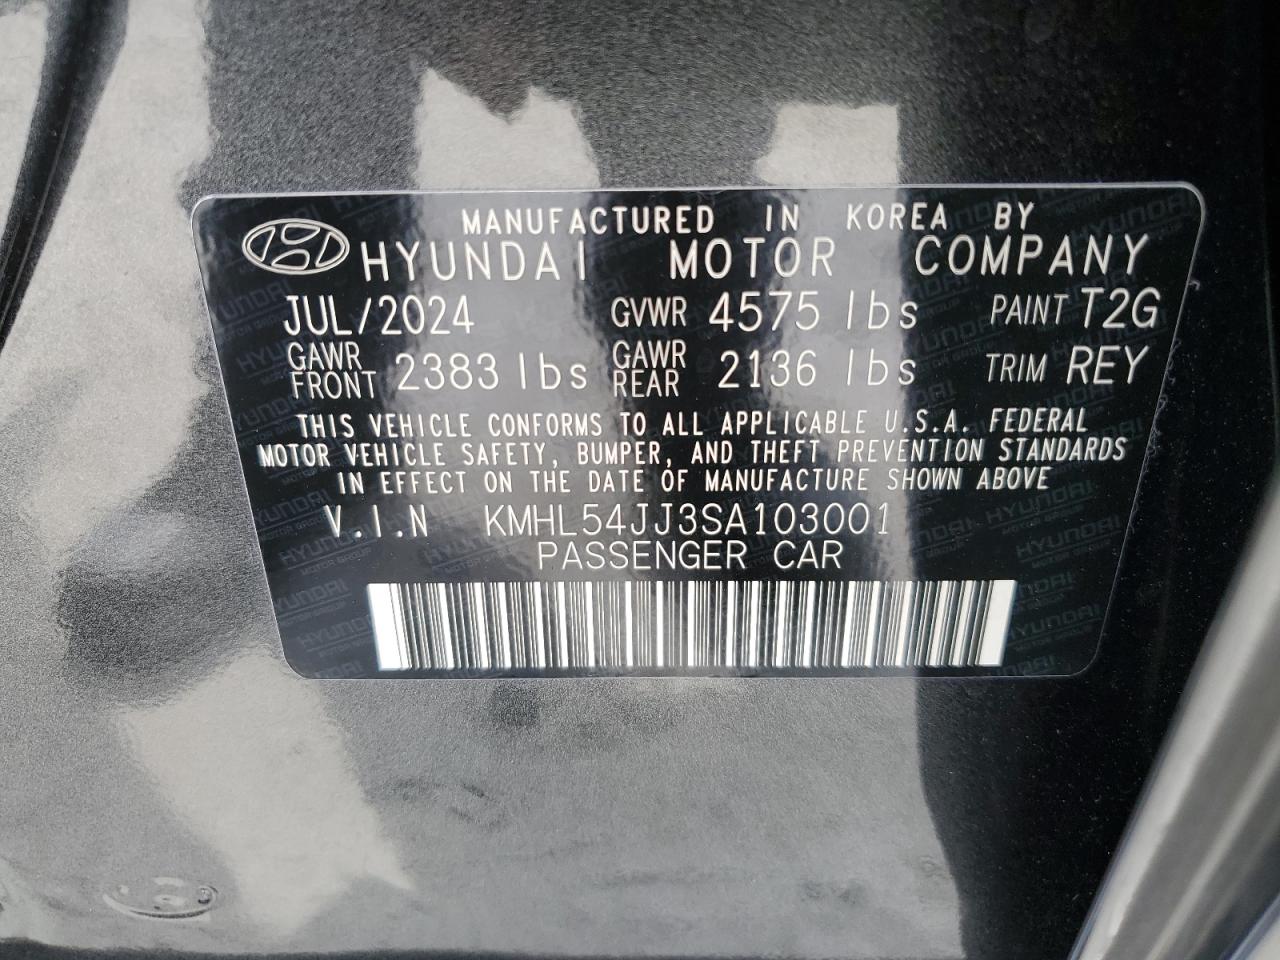 MANUFACTURED IN KOREA BY
HYUNDAI MOTOR COMPANY
JUL/2024 GVWR 4575 lbs PAINT T2G
GAWR FRONT 2383 lbs GAWR REAR 2136 lbs TRIM REY
THIS VEHICLE CONFORMS TO ALL APPLICABLE U.S.A. FEDERAL
MOTOR VEHICLE SAFETY, BUMPER, AND THEFT PREVENTION STANDARDS
IN EFFECT ON THE DATE OF MANUFACTURE SHOWN ABOVE
V.I.N KMHL54JJ3SA103001
PASSENGER CAR